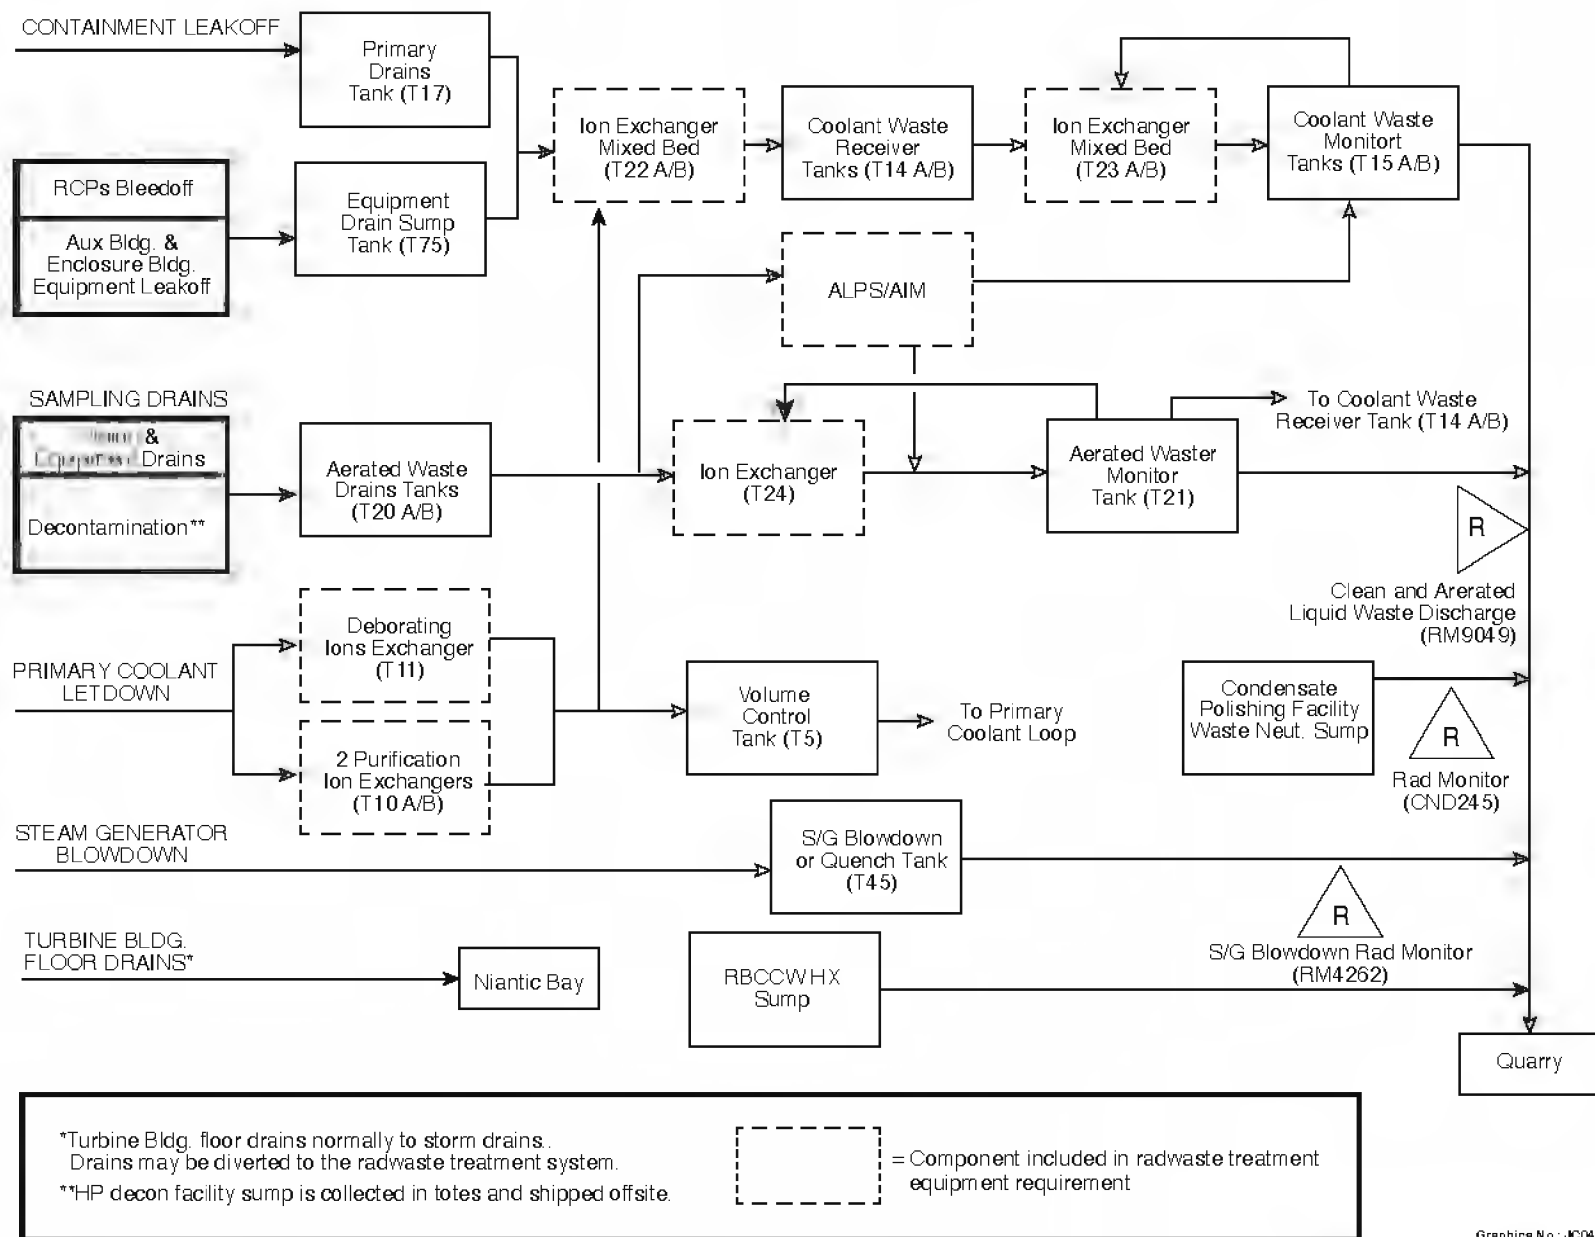 CONTAINMENT LEAKOFF
Primary
Drains
Tank (T17)
Ion Exchanger
Mixed Bed
(T22 A/B)
Coolant Waste
Receiver
Tanks (T14 A/B)
Ion Exchanger
Mixed Bed
(T23 A/B)
Coolant Waste
Monitort
Tanks (T15 A/B)
RCPs Bleedoff
Aux Bldg. &
Enclosure Bldg.
Equipment Leakoff
Equipment
Drain Sump
Tank (T75)
ALPS/AIM
SAMPLING DRAINS
&
Drains
Decontamination**
Aerated Waste
Drains Tanks
(T20 A/B)
Ion Exchanger
(T24)
Aerated Waster
Monitor
Tank (T21)
To Coolant Waste
Receiver Tank (T14 A/B)
R
Clean and Arerated
Liquid Waste Discharge
(RM9049)
PRIMARY COOLANT
LETDOWN
Deborating
Ions Exchanger
(T11)
2 Purification
Ion Exchangers
(T10 A/B)
Volume
Control
Tank (T5)
To Primary
Coolant Loop
Condensate
Polishing Facility
Waste Neut. Sump
R
Rad Monitor
(CND245)
STEAM GENERATOR
BLOWDOWN
S/G Blowdown
or Quench Tank
(T45)
R
S/G Blowdown Rad Monitor
(RM4262)
TURBINE BLDG.
FLOOR DRAINS*
Niantic Bay
RBCCW HX
Sump
Quarry
*Turbine Bldg. floor drains normally to storm drains..
Drains may be diverted to the radwaste treatment system.
**HP decon facility sump is collected in totes and shipped offsite.
= Component included in radwaste treatment
equipment requirement
Graphics No.: